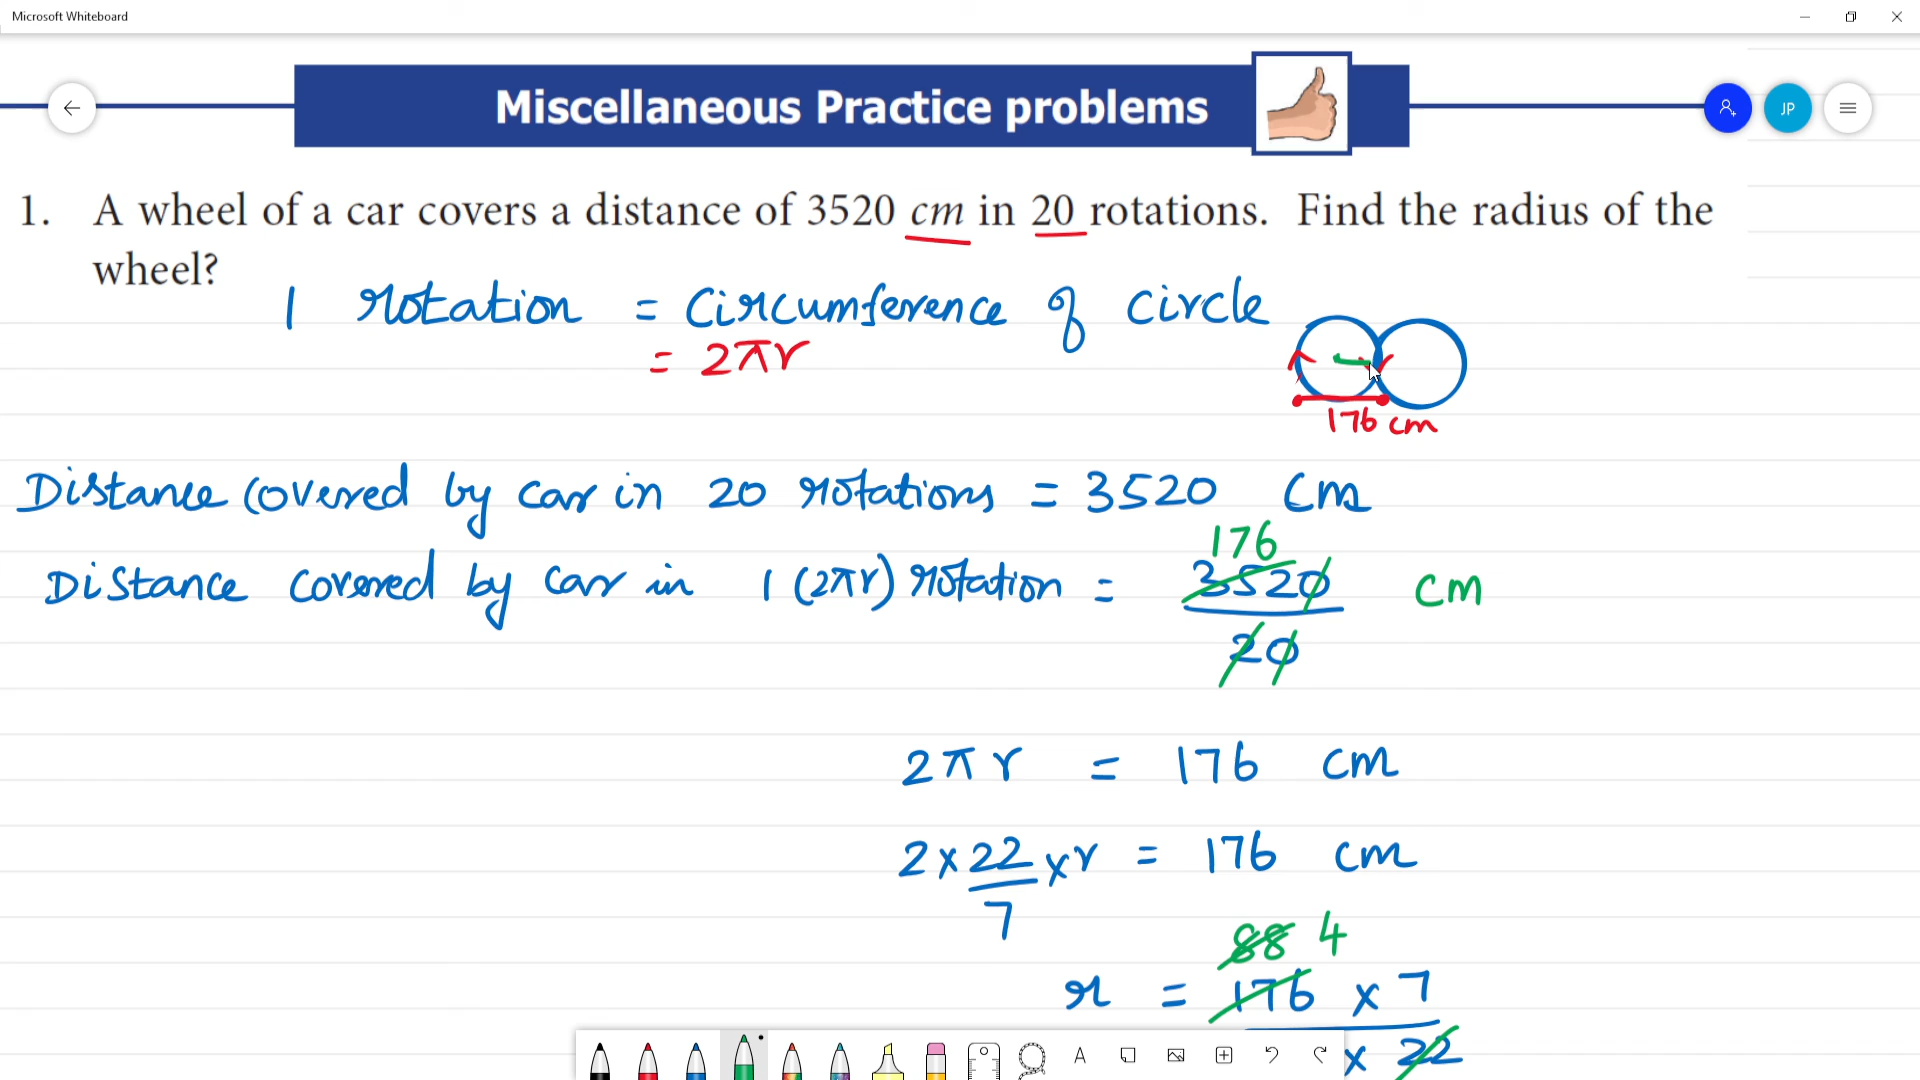 Microsoft Whiteboard
Miscellaneous Practice problems
JP
1. A wheel of a car covers a distance of 3520 cm in 20 rotations. Find the radius of the
wheel?
1 rotation = Circumference of circle
= 2πr
176 cm
Distance covered by car in 20 rotations = 3520 cm
176
Distance covered by car in 1 (2πr) rotation = 3520 cm
20
2πr = 176 cm
2 x 22 x r = 176 cm
7
88 4
r = 176 x 7
x 22
A